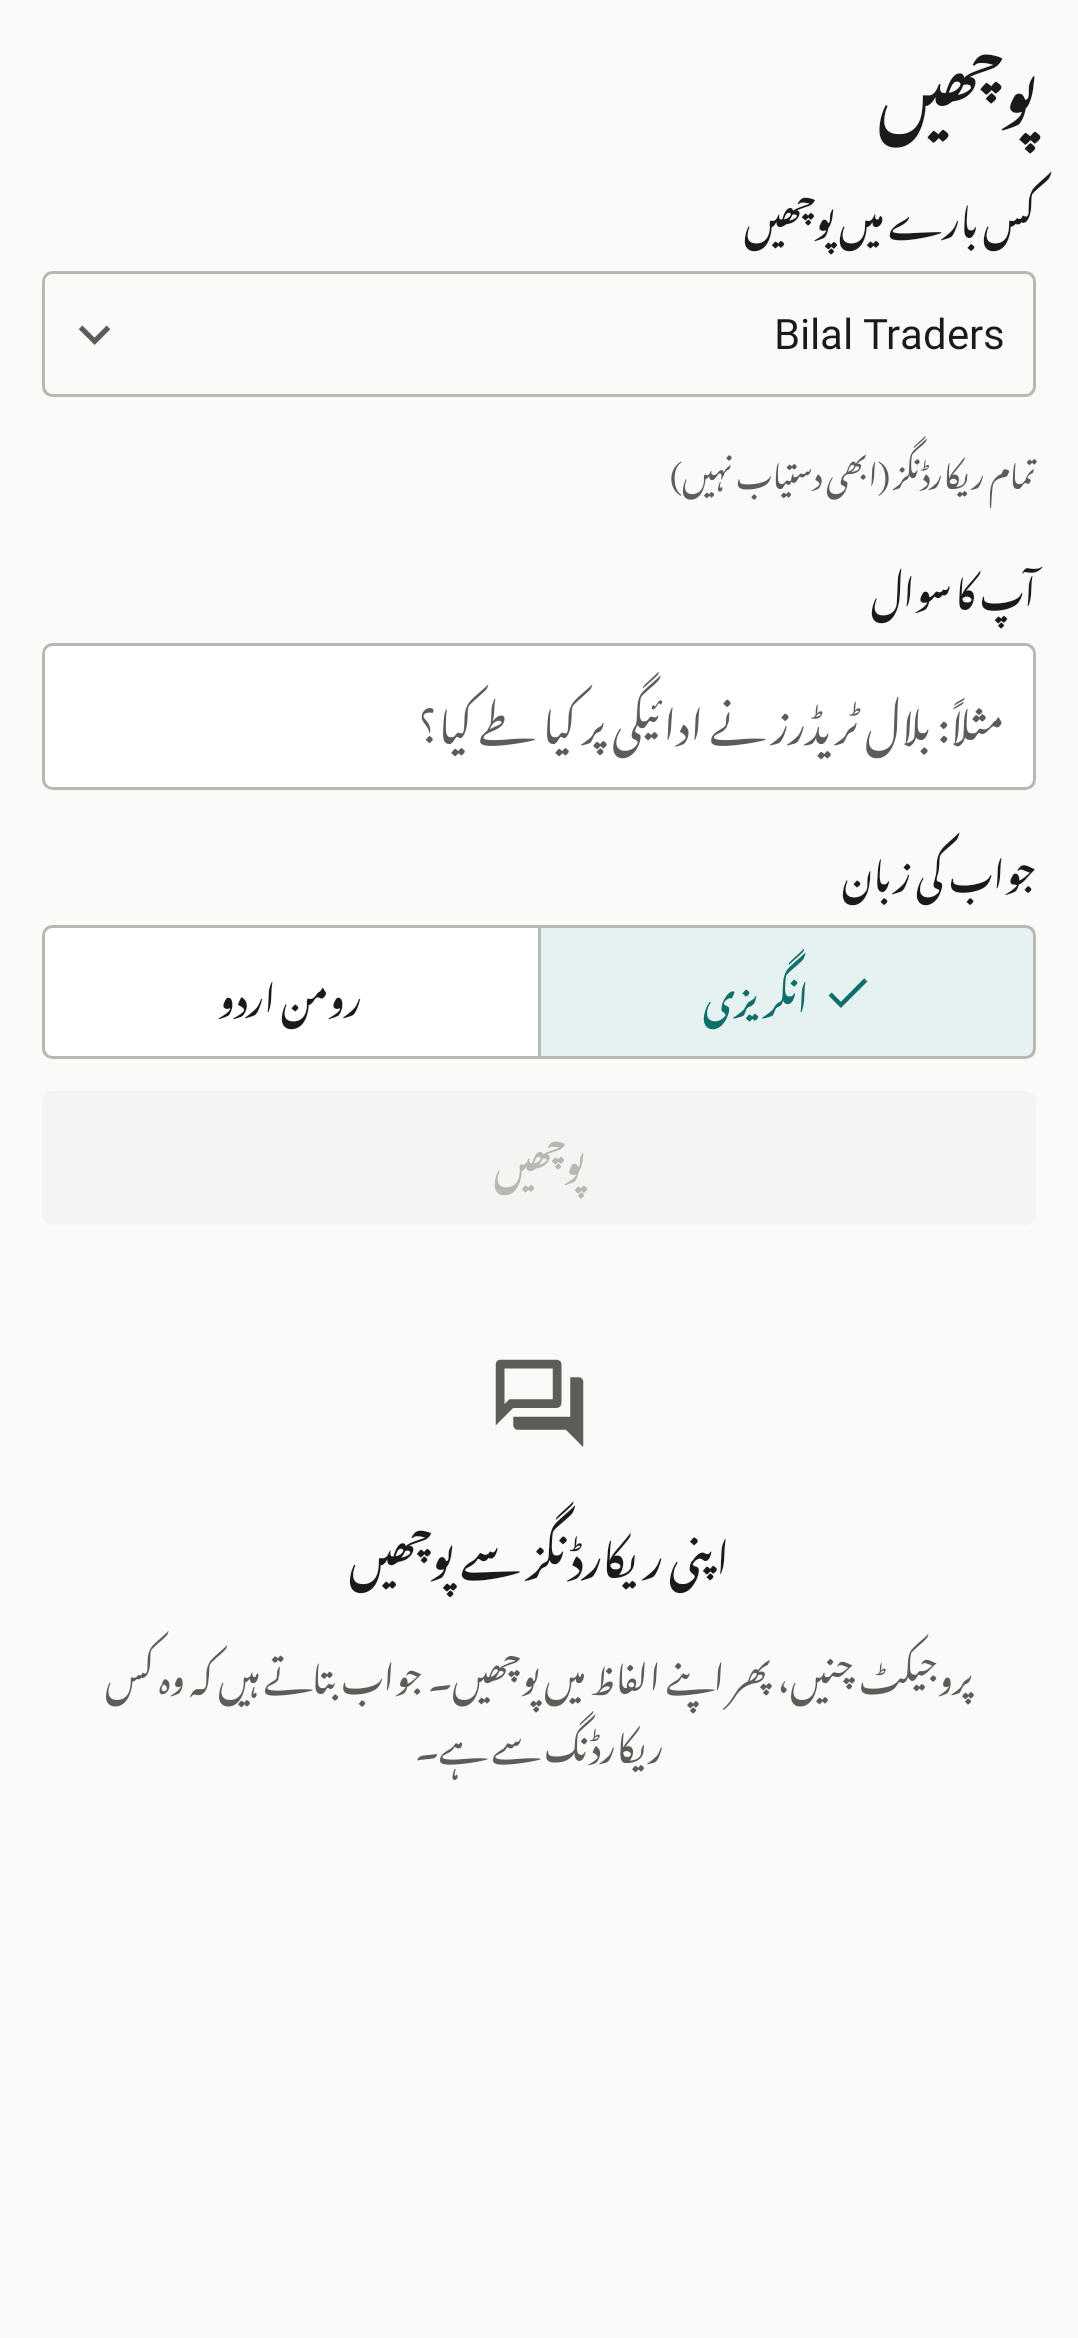 پوچھیں
کس بارے میں پوچھیں
Bilal Traders
تمام ریکارڈنگز (ابھی دستیاب نہیں)
آپ کا سوال
مثلاً: بلال ٹریڈرز نے ادائیگی پر کیا طے کیا؟
جواب کی زبان
انگریزی
رومن اردو
پوچھیں
اپنی ریکارڈنگز سے پوچھیں
پروجیکٹ چنیں، پھر اپنے الفاظ میں پوچھیں۔ جواب بتاتے ہیں کہ وہ کس
ریکارڈنگ سے ہے۔